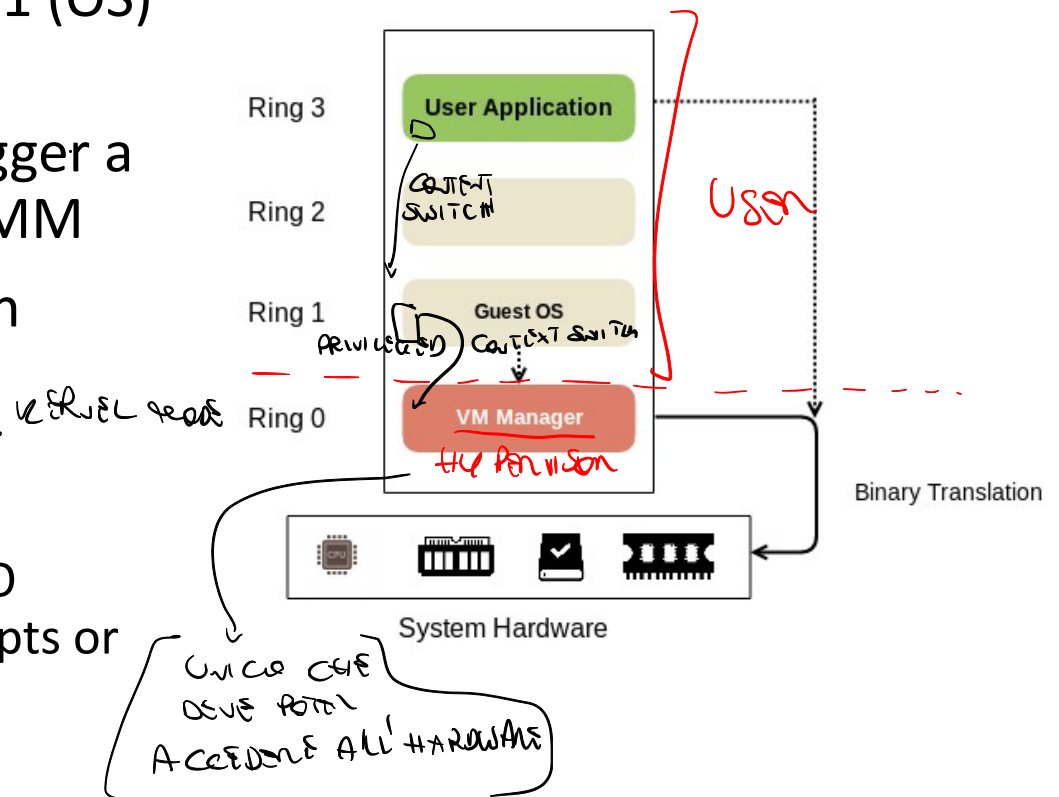 1 (OS)
gger a
MM
n
0
pts or
Ring 3
User Application
CONTEXT
SWITCH
Ring 2
USER
Ring 1
Guest OS
PRIVILEGED CONTEXT SWITCH
KERNEL MODE
Ring 0
VM Manager
HYPERVISOR
Binary Translation
CPU
System Hardware
UNICO CHE
DEVE POTER
ACCEDERE ALL'HARDWARE